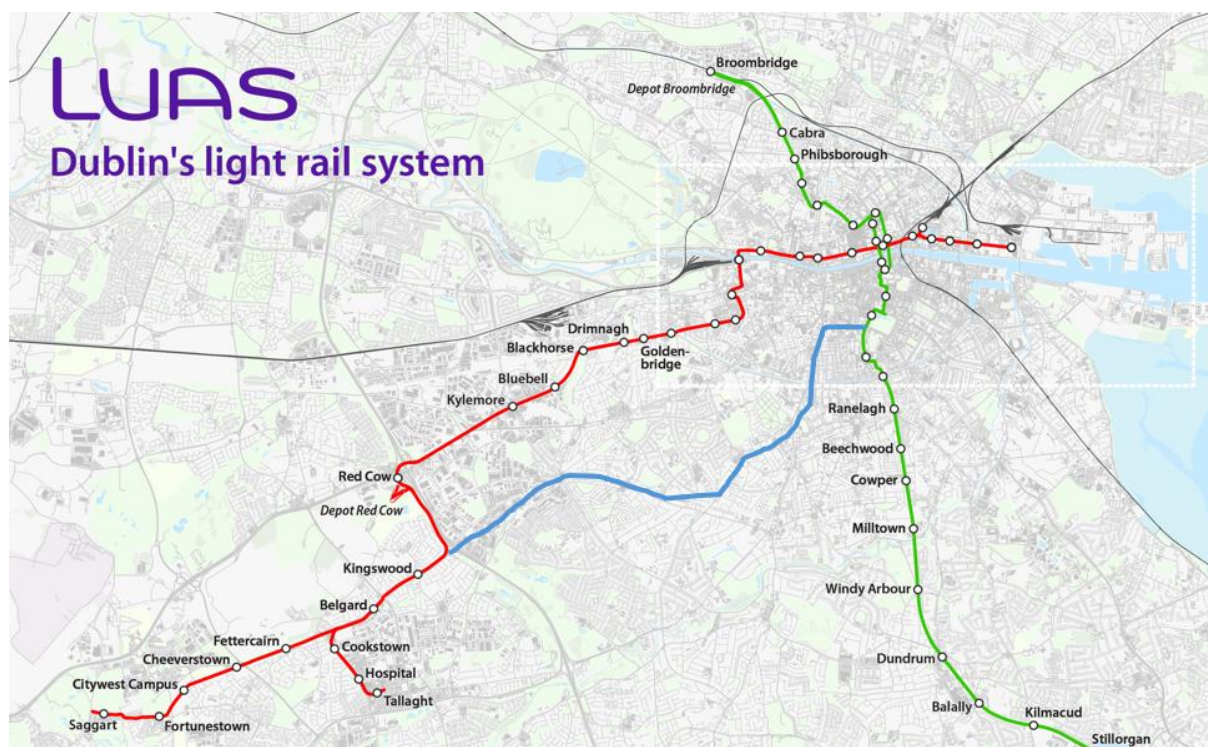 LUAS
Dublin's light rail system
Broombridge
Depot Broombridge
Cabra
Phibsborough
Drimnagh
Blackhorse
Golden-
bridge
Bluebell
Kylemore
Ranelagh
Beechwood
Red Cow
Cowper
Depot Red Cow
Milltown
Kingswood
Windy Arbour
Belgard
Fettercairn
Cookstown
Cheeverstown
Dundrum
Hospital
Citywest Campus
Tallaght
Balally
Kilmacud
Saggart
Fortunestown
Stillorgan